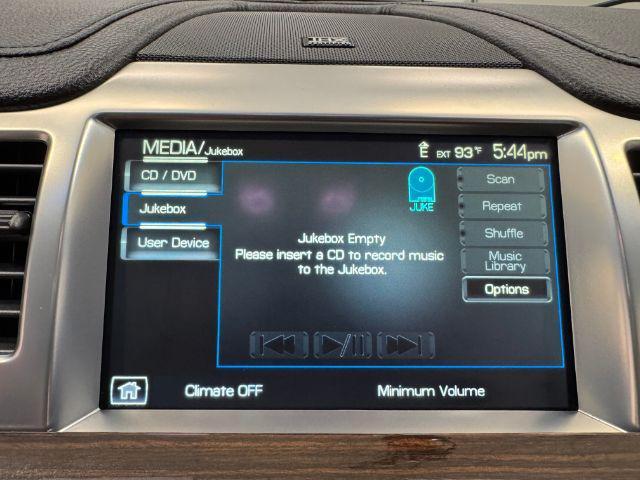 THX
MEDIA/Jukebox
E EXT 93°F 5:44pm
CD / DVD
Jukebox
User Device
JUKE
Jukebox Empty
Please insert a CD to record music
to the Jukebox.
Scan
Repeat
Shuffle
Music
Library
Options
Climate OFF
Minimum Volume